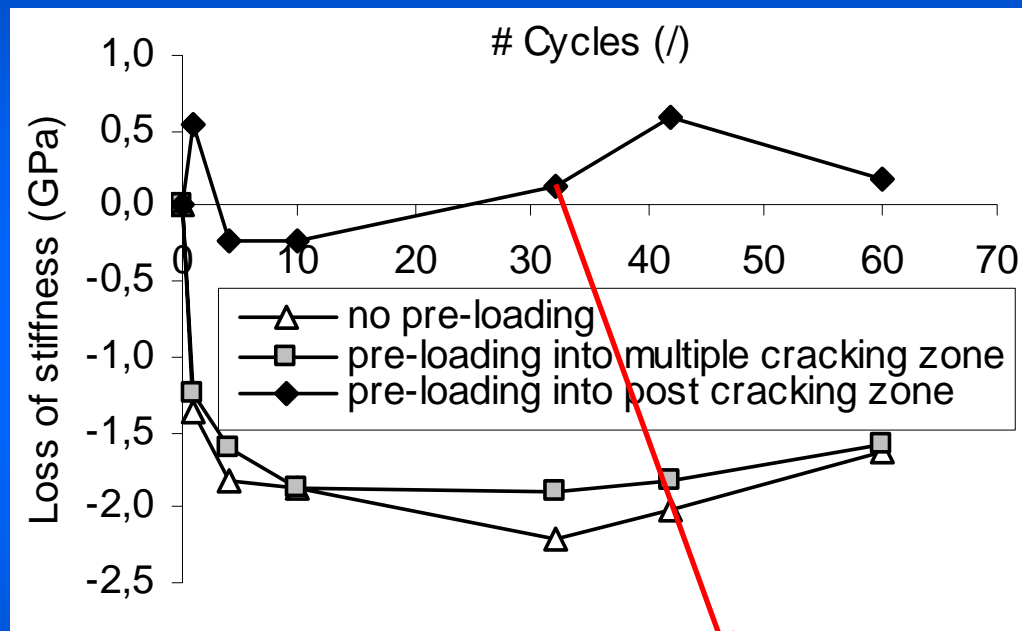 # Cycles (/)
Loss of stiffness (GPa)
1,0
0,5
0,0
-0,5
-1,0
-1,5
-2,0
-2,5
0 10 20 30 40 50 60 70
no pre-loading
pre-loading into multiple cracking zone
pre-loading into post cracking zone